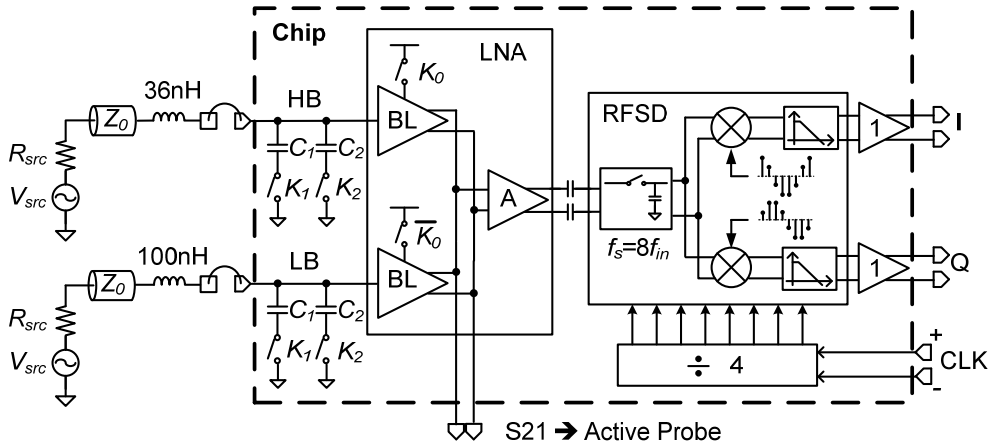 Chip
LNA
36nH
Z0
HB
K0
BL
C1
C2
K1
K2
Rsrc
Vsrc
RFSD
1
I
A
fs=8fin
100nH
Z0
LB
K0
BL
C1
C2
K1
K2
Rsrc
Vsrc
1
Q
÷ 4
+
CLK
-
S21 → Active Probe